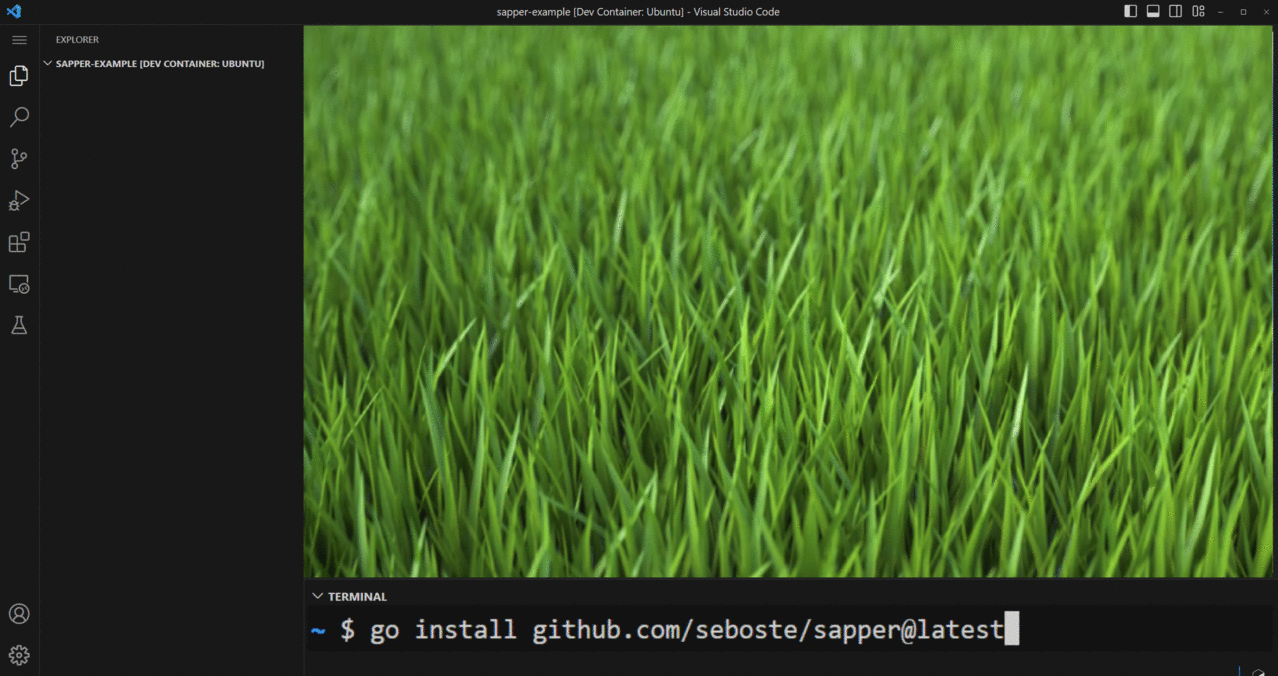 sapper-example [Dev Container: Ubuntu] - Visual Studio Code
EXPLORER
SAPPER-EXAMPLE [DEV CONTAINER: UBUNTU]
TERMINAL
~ $ go install github.com/seboste/sapper@latest